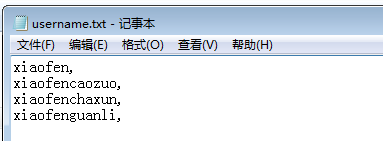 username.txt - 记事本
文件(F) 编辑(E) 格式(O) 查看(V) 帮助(H)
xiaofen,
xiaofencaozuo,
xiaofenchaxun,
xiaofenguanli,